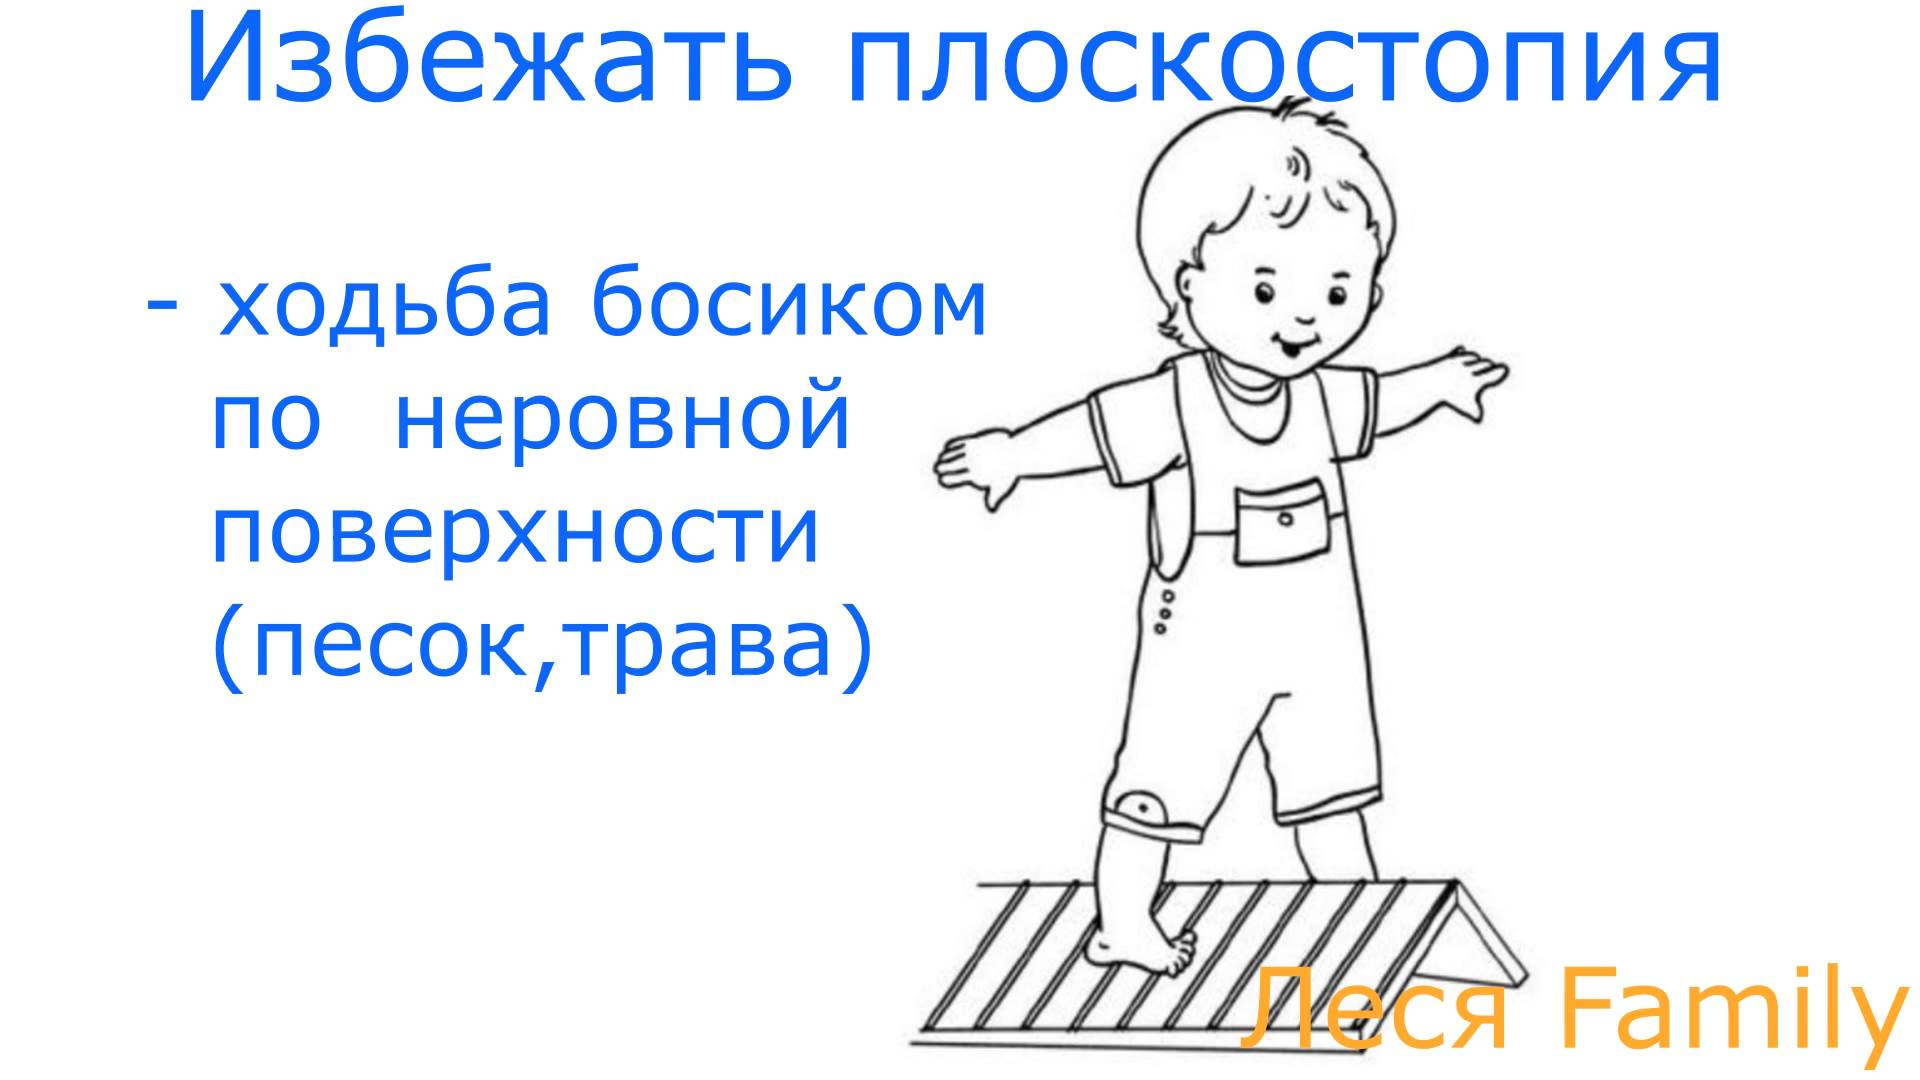 Избежать плоскостопия
- ходьба босиком
по неровной
поверхности
(песок,трава)
Леся Family